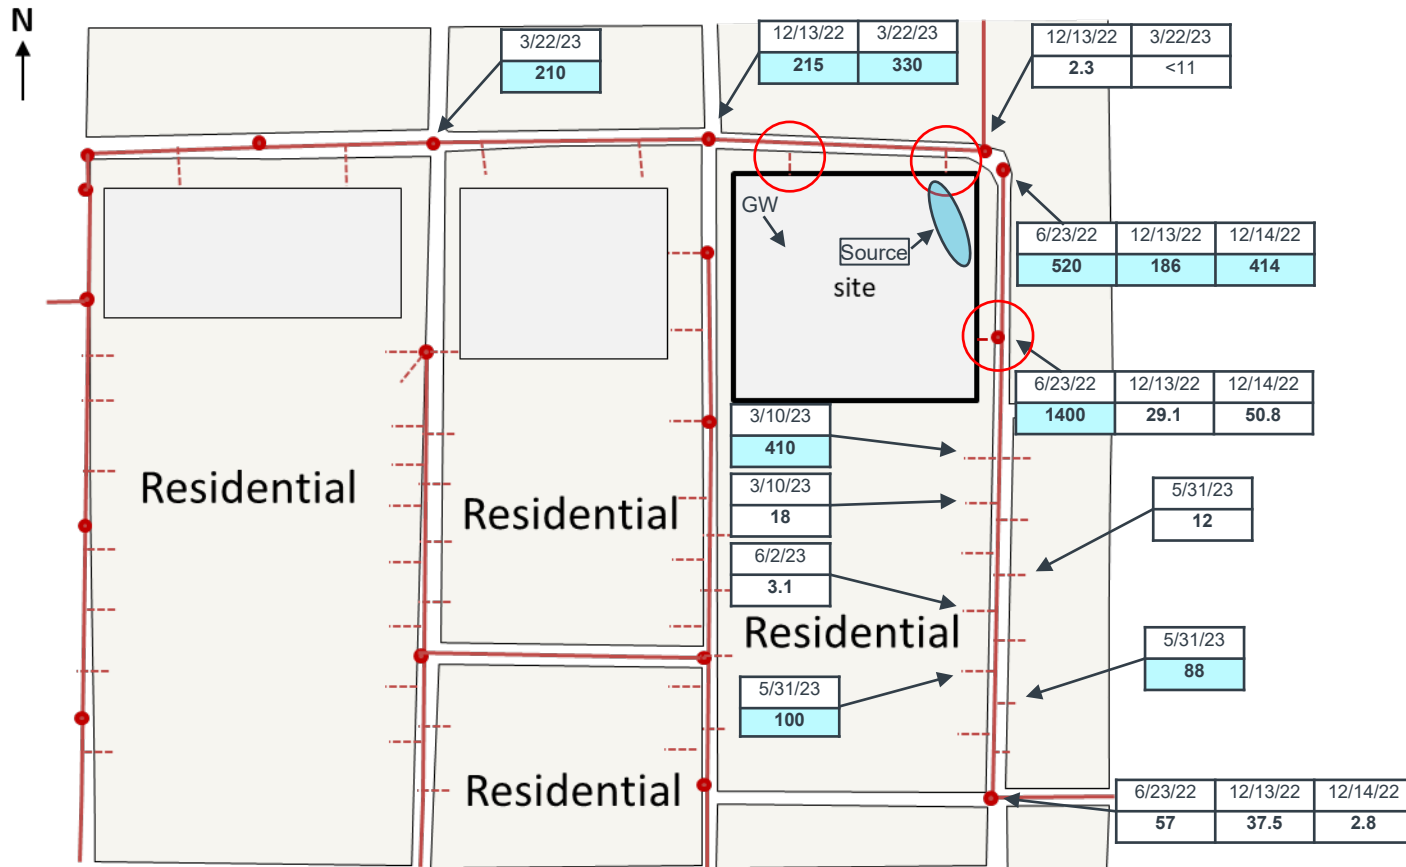 N
3/22/23
210
12/13/22 3/22/23
215 330
12/13/22 3/22/23
2.3 <11
GW
Source
site
6/23/22 12/13/22 12/14/22
520 186 414
6/23/22 12/13/22 12/14/22
1400 29.1 50.8
3/10/23
410
3/10/23
18
5/31/23
12
Residential
Residential
6/2/23
3.1
Residential
5/31/23
88
5/31/23
100
Residential
6/23/22 12/13/22 12/14/22
57 37.5 2.8